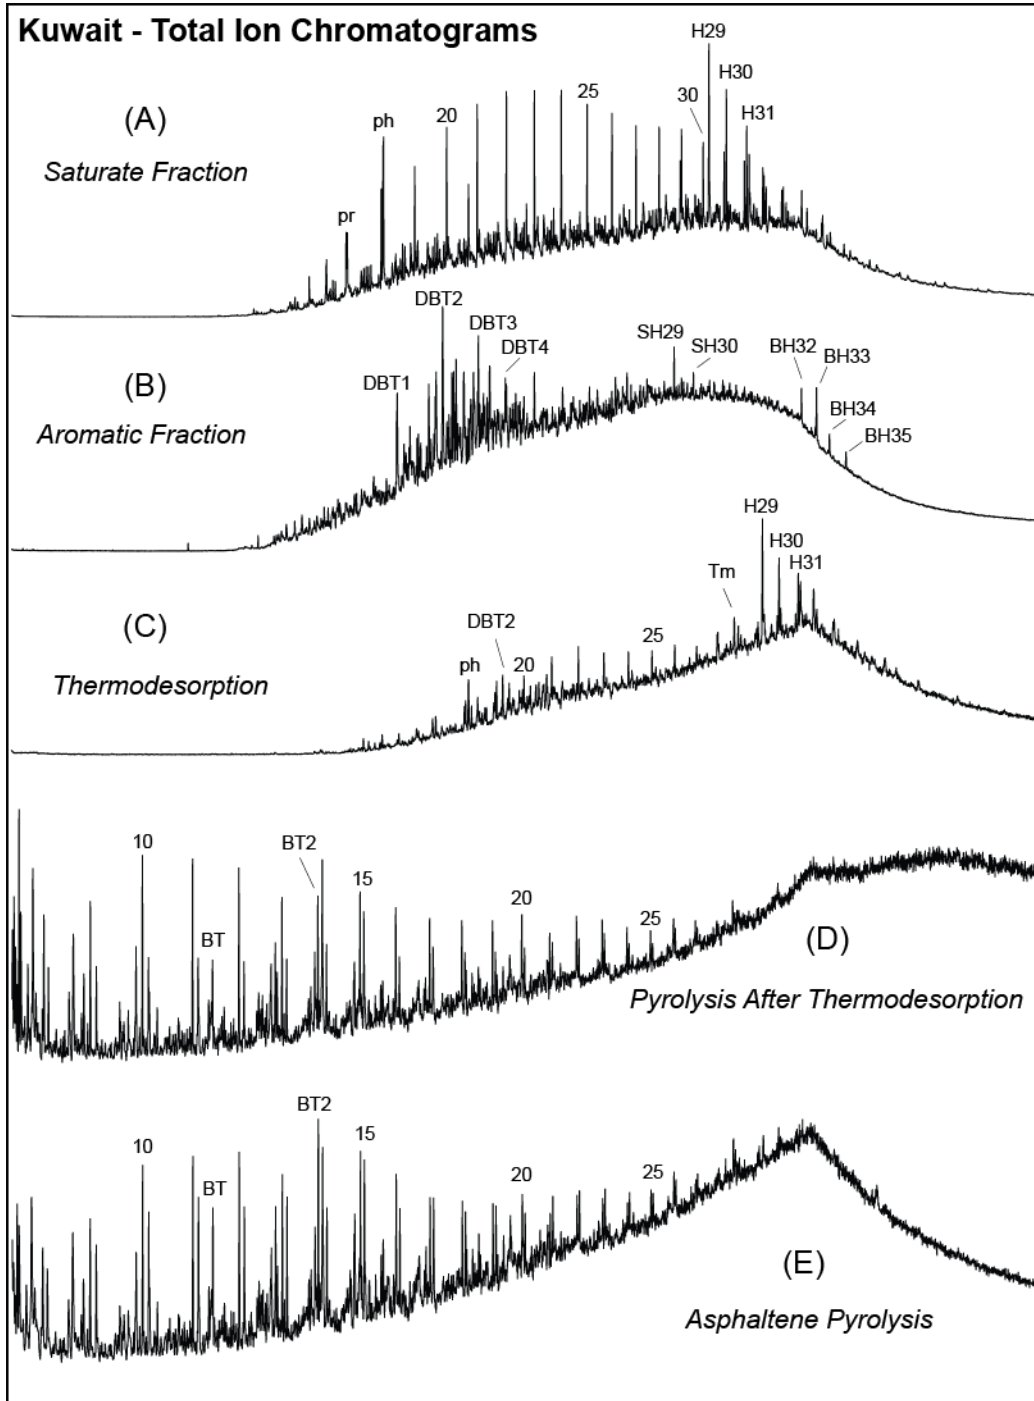 Kuwait - Total Ion Chromatograms
H29
H30
(A)
25
30
H31
20
ph
Saturate Fraction
pr
DBT2
DBT3
SH29
SH30
BH32
BH33
DBT4
(B)
DBT1
BH34
Aromatic Fraction
BH35
H29
H30
H31
Tm
(C)
DBT2
25
ph
20
Thermodesorption
10
BT2
15
20
25
BT
(D)
Pyrolysis After Thermodesorption
BT2
10
15
20
25
BT
(E)
Asphaltene Pyrolysis